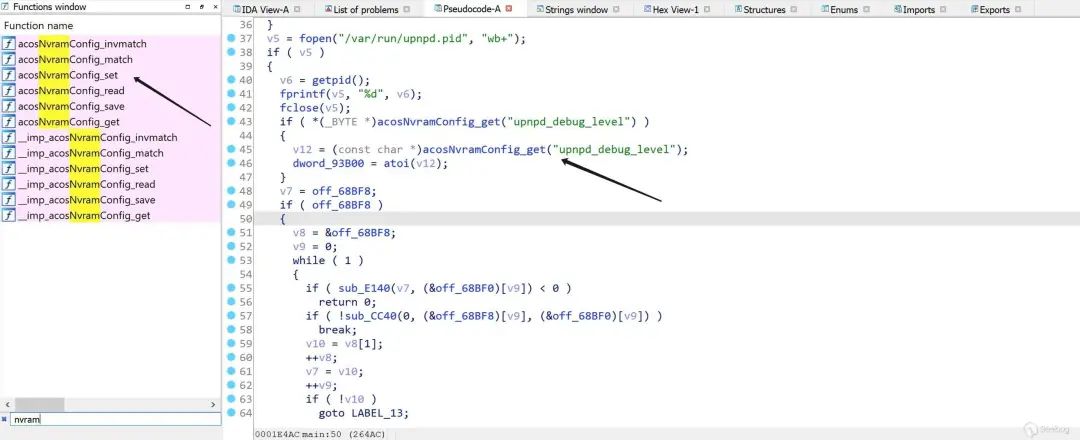 Functions window
Function name
acosNvramConfig_invmatch
acosNvramConfig_match
acosNvramConfig_set
acosNvramConfig_read
acosNvramConfig_save
acosNvramConfig_get
__imp_acosNvramConfig_invmatch
__imp_acosNvramConfig_match
__imp_acosNvramConfig_set
__imp_acosNvramConfig_read
__imp_acosNvramConfig_save
__imp_acosNvramConfig_get
nvram
IDA View-A List of problems Pseudocode-A Strings window Hex View-1 Structures Enums Imports Exports
36 }
37 v5 = fopen("/var/run/upnpd.pid", "wb+");
38 if ( v5 )
39 {
40 v6 = getpid();
41 fprintf(v5, "%d", v6);
42 fclose(v5);
43 if ( *(_BYTE *)acosNvramConfig_get("upnpd_debug_level") )
44 {
45 v12 = (const char *)acosNvramConfig_get("upnpd_debug_level");
46 dword_93B00 = atoi(v12);
47 }
48 v7 = off_68BF8;
49 if ( off_68BF8 )
50 {
51 v8 = &off_68BF8;
52 v9 = 0;
53 while ( 1 )
54 {
55 if ( sub_E140(v7, (&off_68BF0)[v9]) < 0 )
56 return 0;
57 if ( !sub_CC40(0, (&off_68BF8)[v9], (&off_68BF0)[v9]) )
58 break;
59 v10 = v8[1];
60 ++v8;
61 v7 = v10;
62 ++v9;
63 if ( !v10 )
64 goto LABEL_13;
0001E4AC main:50 (264AC)